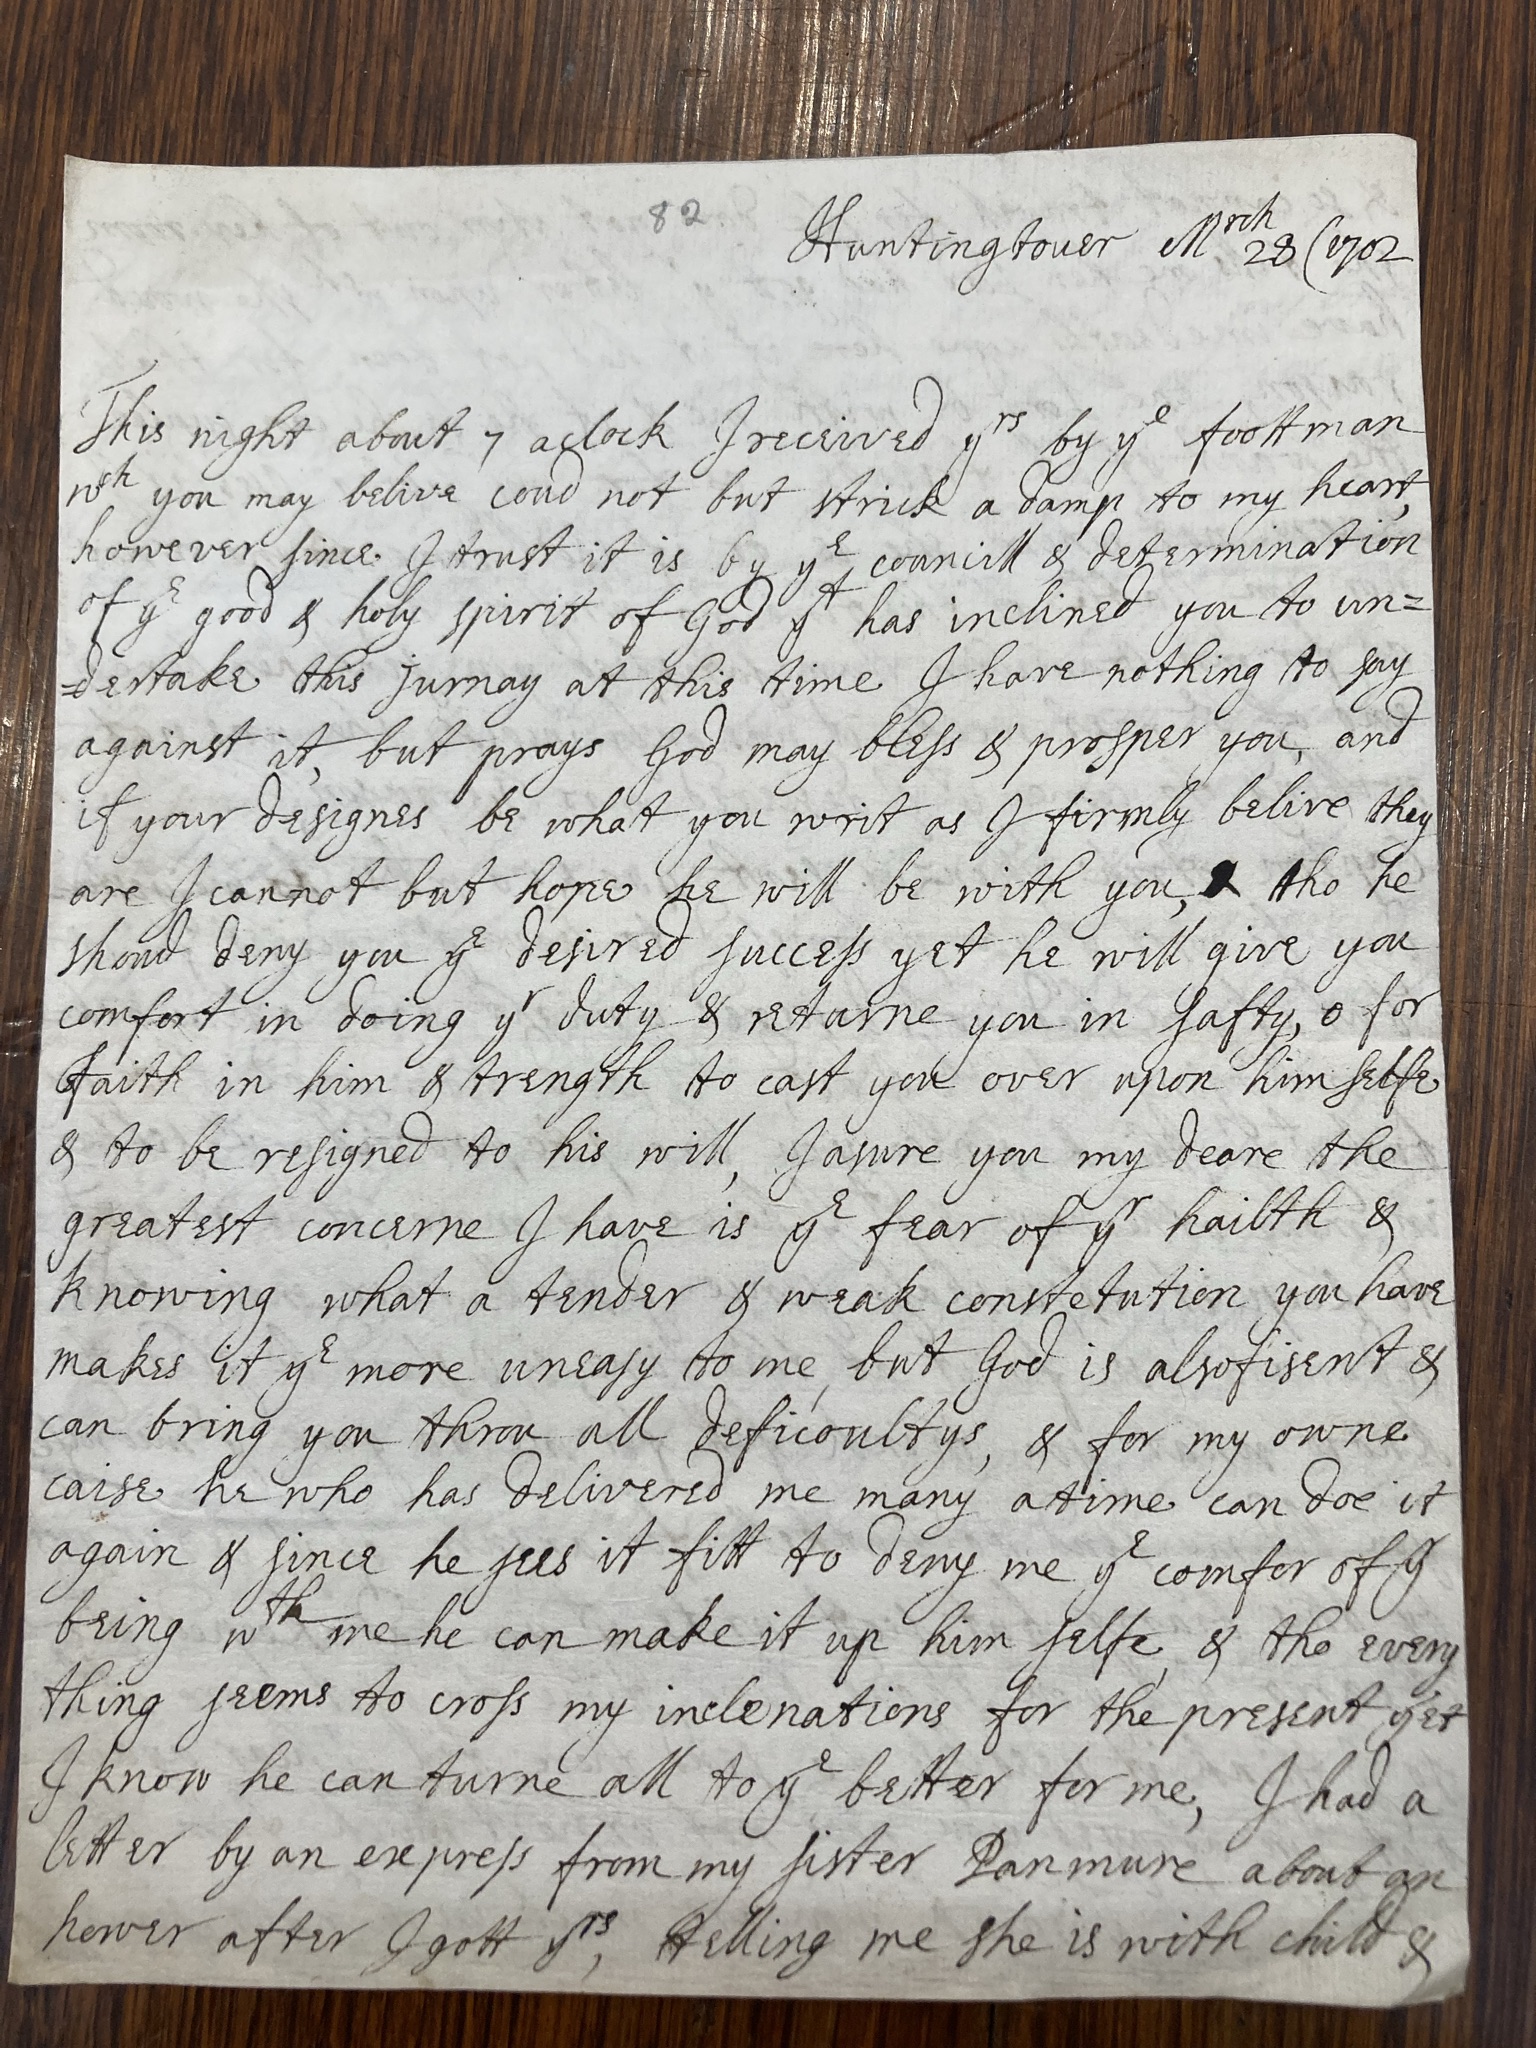 82
Huntingtouer Mrch 28 (1702
This night about 7 aclock I received yrs by ye foottman
wch you may belive coud not but strick a damp to my heart,
however since I trust it is by ye councill & determination
of ye good & holy spirit of God yt has inclined you to un=
=dertake this jurnay at this time I have nothing to say
against it, but prays God may bless & prosper you, and
if your designes be what you writ as I firmly belive they
are I cannot but hope he will be with you, & tho he
shoud deny you ye desired success yet he will give you
comfort in doing yr duty & returne you in safty, o for
faith in him & strength to cast you over upon him selfe
& to be resigned to his will, I asure you my deare the
greatest concerne I have is ye fear of yr hailth &
knowing what a tender & weak constetution you have
makes it ye more uneasy to me, but God is alsofisent &
can bring you throu all deficoultys, & for my owne
caise he who has delivered me many a time can doe it
again & since he sees it fitt to deny me ye comfor of yr
being wth me he can make it up him selfe, & tho every
thing seems to cross my inclenations for the present yet
I know he can turne all to ye better for me, I had a
letter by an express from my sister Panmure about an
hower after I gott yrs, telling me she is with child &